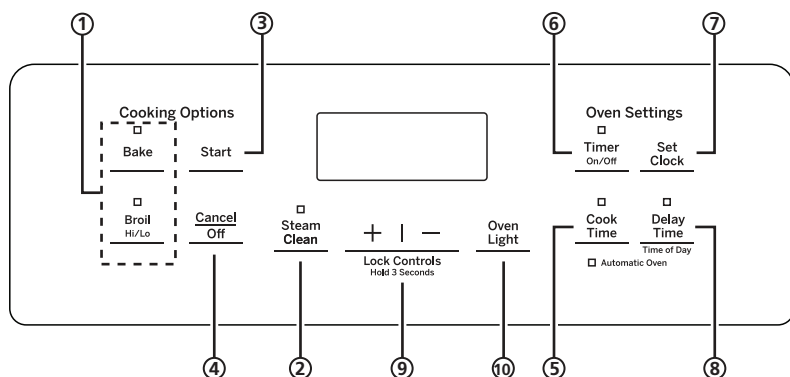 ① ③ ⑥ ⑦
Cooking Options
Oven Settings
Bake
Start
Timer
On/Off
Set
Clock
Broil
Hi/Lo
Cancel
Off
Steam
Clean
+ | −
Lock Controls
Hold 3 Seconds
Oven
Light
Cook
Time
Delay
Time
Time of Day
Automatic Oven
④ ② ⑨ ⑩ ⑤ ⑧